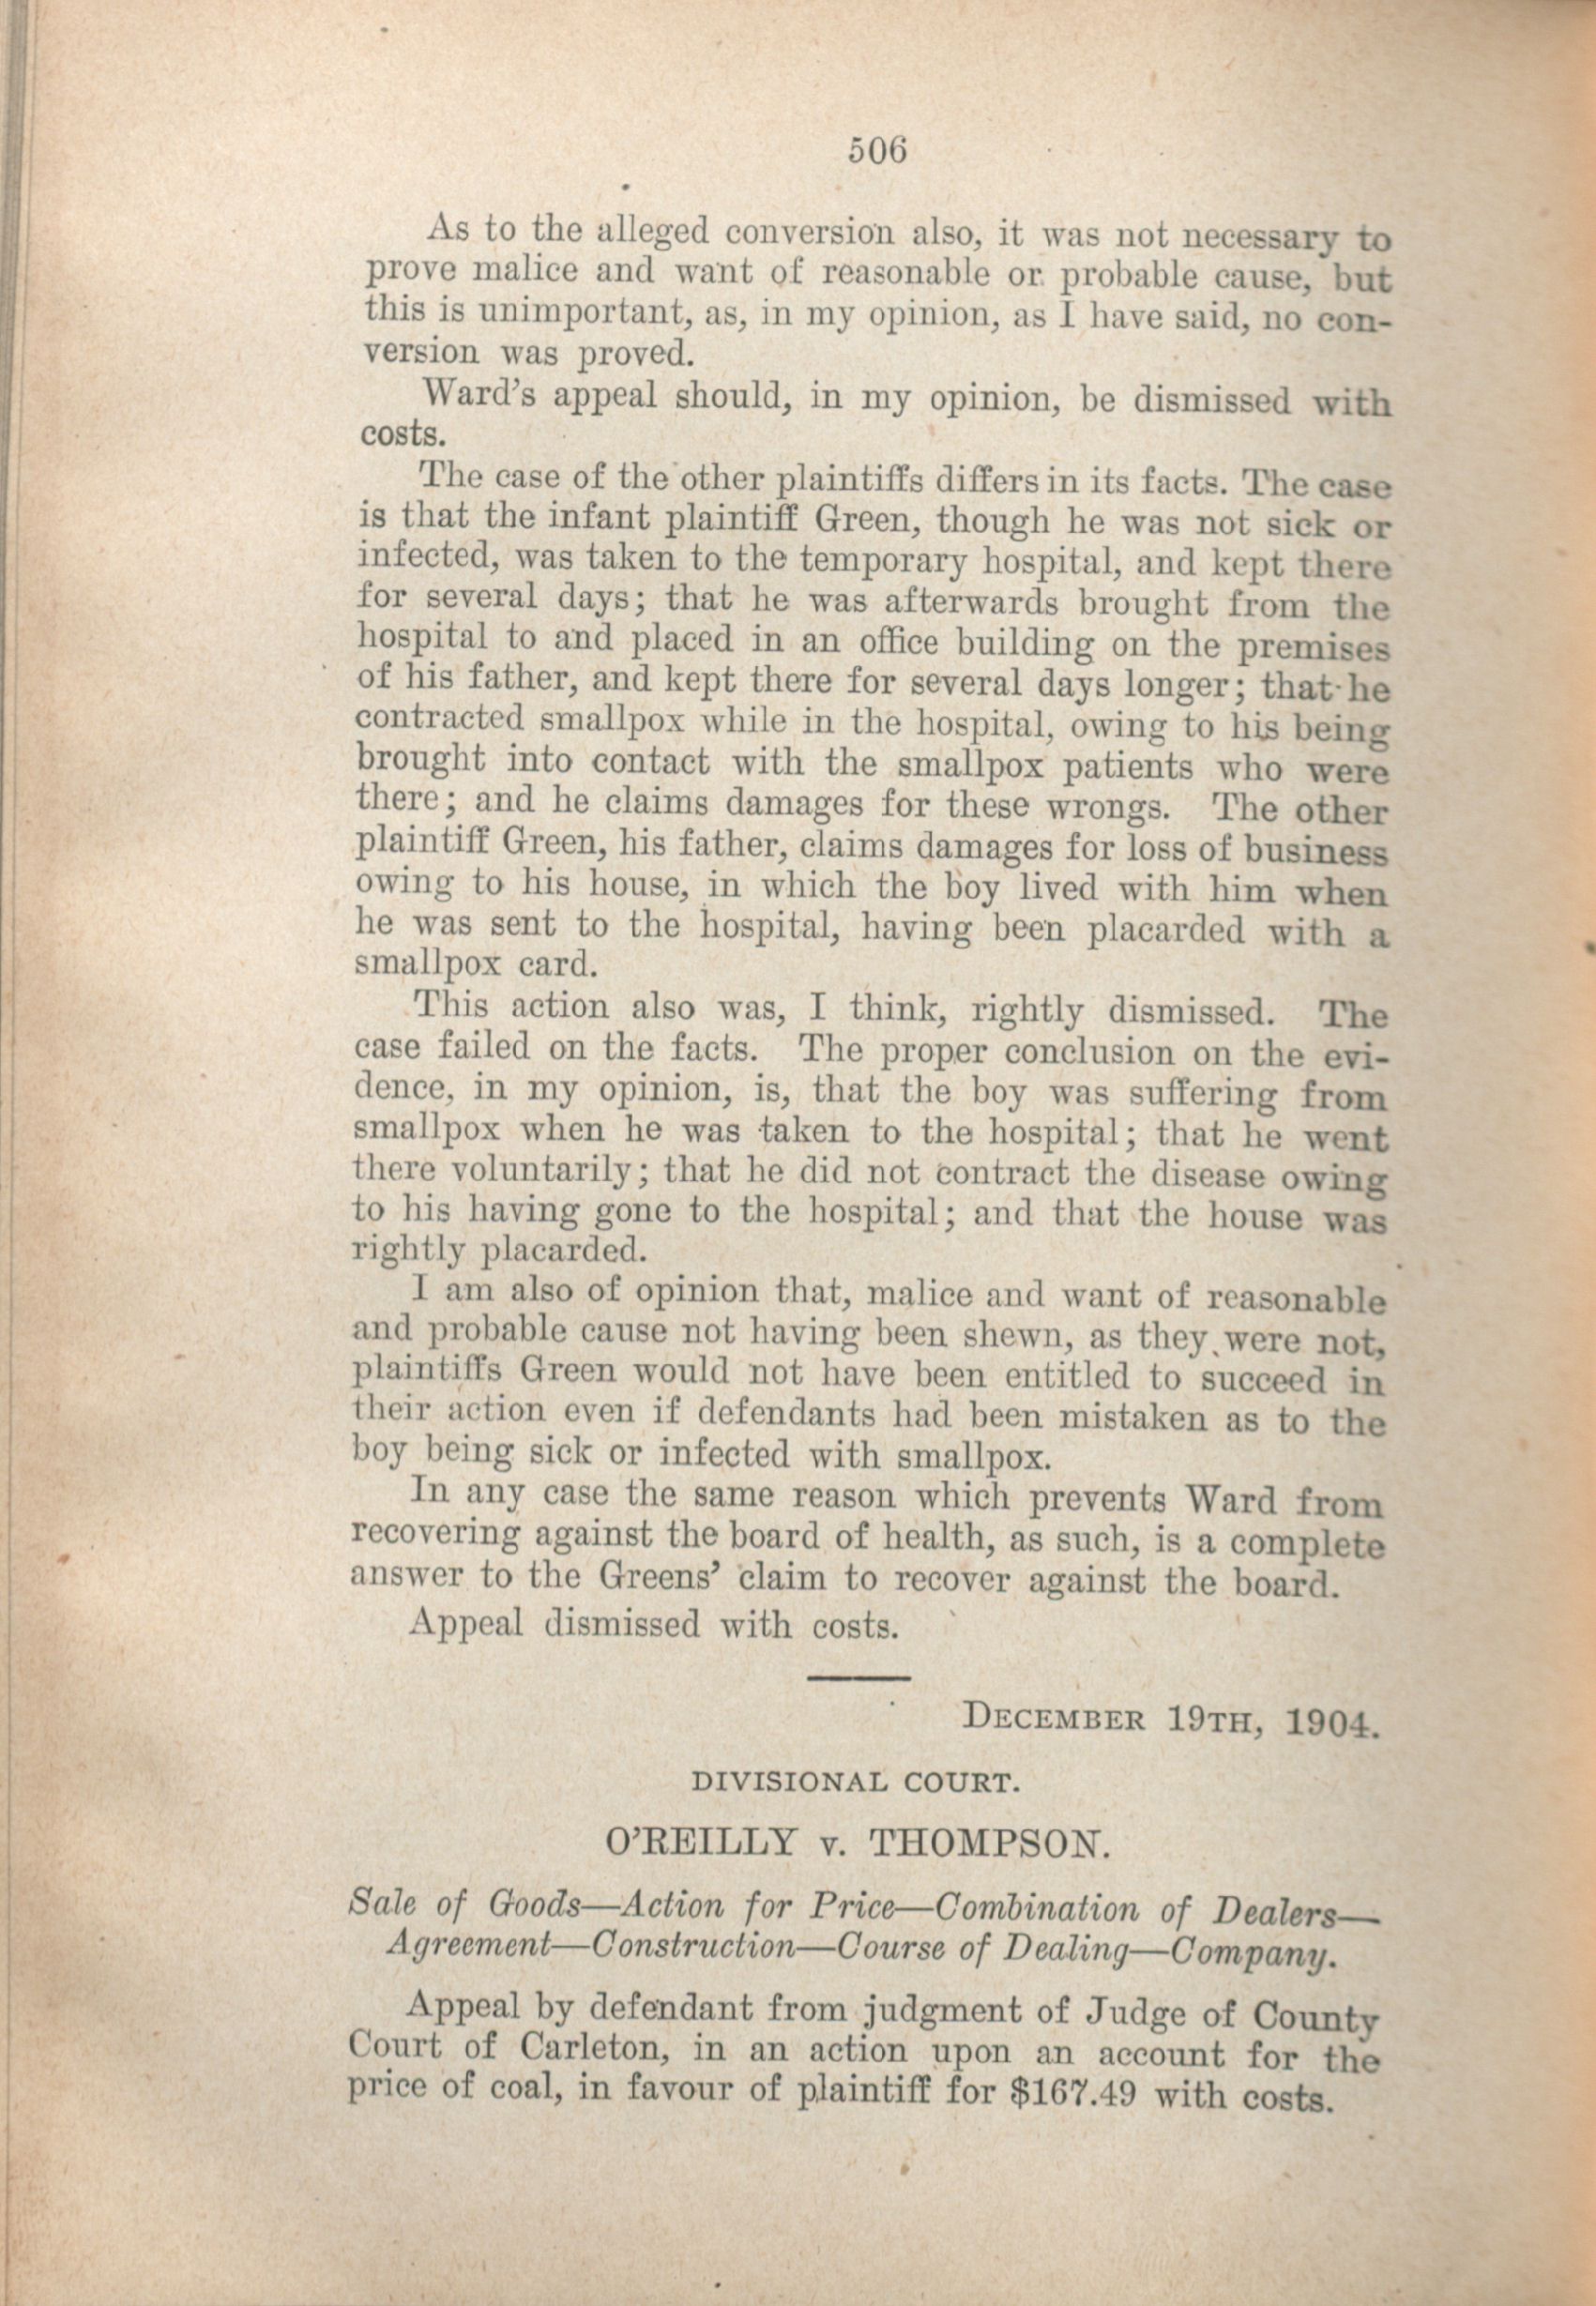 506
As to the alleged conversion also, it was not necessary to
prove malice and want of reasonable or probable cause, but
this is unimportant, as, in my opinion, as I have said, no con-
version was proved.
Ward's appeal should, in my opinion, be dismissed with
costs.
The case of the other plaintiffs differs in its facts. The case
is that the infant plaintiff Green, though he was not sick or
infected, was taken to the temporary hospital, and kept there
for several days; that he was afterwards brought from the
hospital to and placed in an office building on the premises
of his father, and kept there for several days longer; that he
contracted smallpox while in the hospital, owing to his being
brought into contact with the smallpox patients who were
there; and he claims damages for these wrongs. The other
plaintiff Green, his father, claims damages for loss of business
owing to his house, in which the boy lived with him when
he was sent to the hospital, having been placarded with a
smallpox card.
This action also was, I think, rightly dismissed. The
case failed on the facts. The proper conclusion on the evi-
dence, in my opinion, is, that the boy was suffering from
smallpox when he was taken to the hospital; that he went
there voluntarily; that he did not contract the disease owing
to his having gone to the hospital; and that the house was
rightly placarded.
I am also of opinion that, malice and want of reasonable
and probable cause not having been shewn, as they were not,
plaintiffs Green would not have been entitled to succeed in
their action even if defendants had been mistaken as to the
boy being sick or infected with smallpox.
In any case the same reason which prevents Ward from
recovering against the board of health, as such, is a complete
answer to the Greens' claim to recover against the board.
Appeal dismissed with costs.
DECEMBER 19TH, 1904.
DIVISIONAL COURT.
O'REILLY v. THOMPSON.
Sale of Goods—Action for Price—Combination of Dealers—
Agreement—Construction—Course of Dealing—Company.
Appeal by defendant from judgment of Judge of County
Court of Carleton, in an action upon an account for the
price of coal, in favour of plaintiff for $167.49 with costs.